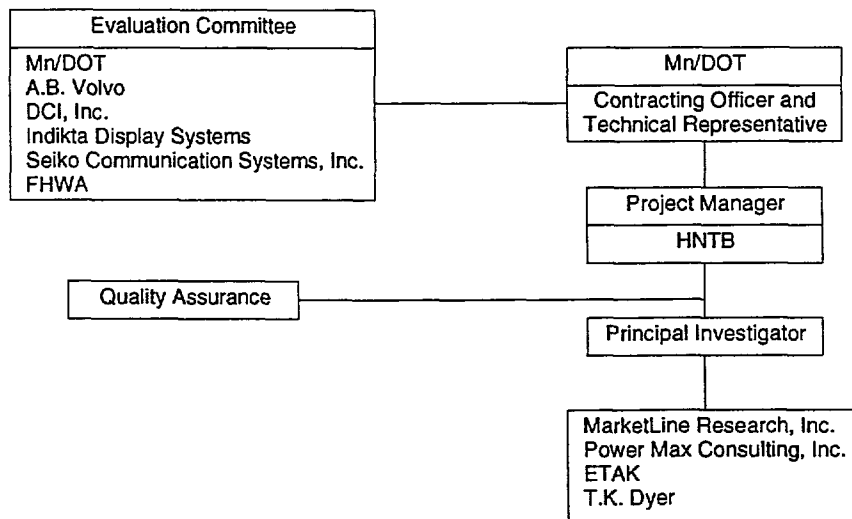 Evaluation Committee
Mn/DOT
A.B. Volvo
DCI, Inc.
Indikta Display Systems
Seiko Communication Systems, Inc.
FHWA
Mn/DOT
Contracting Officer and
Technical Representative
Project Manager
HNTB
Quality Assurance
Principal Investigator
MarketLine Research, Inc.
Power Max Consulting, Inc.
ETAK
T.K. Dyer